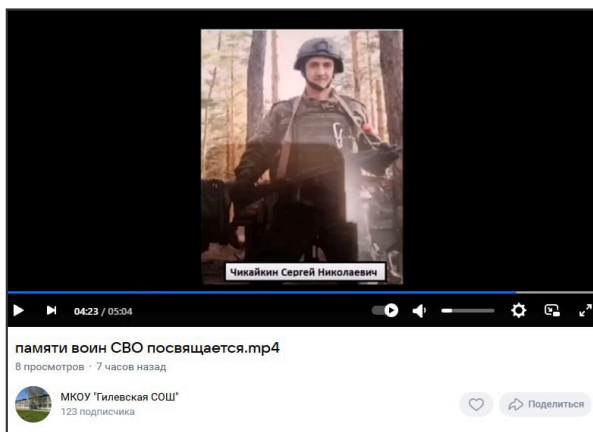 Чикайкин Сергей Николаевич
04:23 / 05:04
памяти воин СВО посвящается.mp4
8 просмотров · 7 часов назад
МКОУ "Гилевская СОШ"
123 подписчика
Поделиться